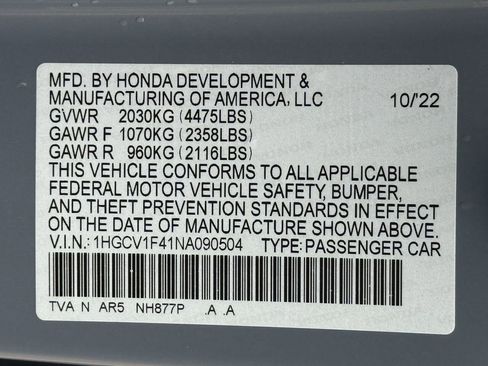 MFD. BY HONDA DEVELOPMENT &
MANUFACTURING OF AMERICA, LLC 10/'22
GVWR 2030KG (4475LBS)
GAWR F 1070KG (2358LBS)
GAWR R 960KG (2116LBS)
THIS VEHICLE CONFORMS TO ALL APPLICABLE
FEDERAL MOTOR VEHICLE SAFETY, BUMPER,
AND THEFT PREVENTION STANDARDS IN EFFECT
ON THE DATE OF MANUFACTURE SHOWN ABOVE.
V.I.N.: 1HGCV1F41NA090504 TYPE: PASSENGER CAR
TVA N AR5 NH877P .A .A